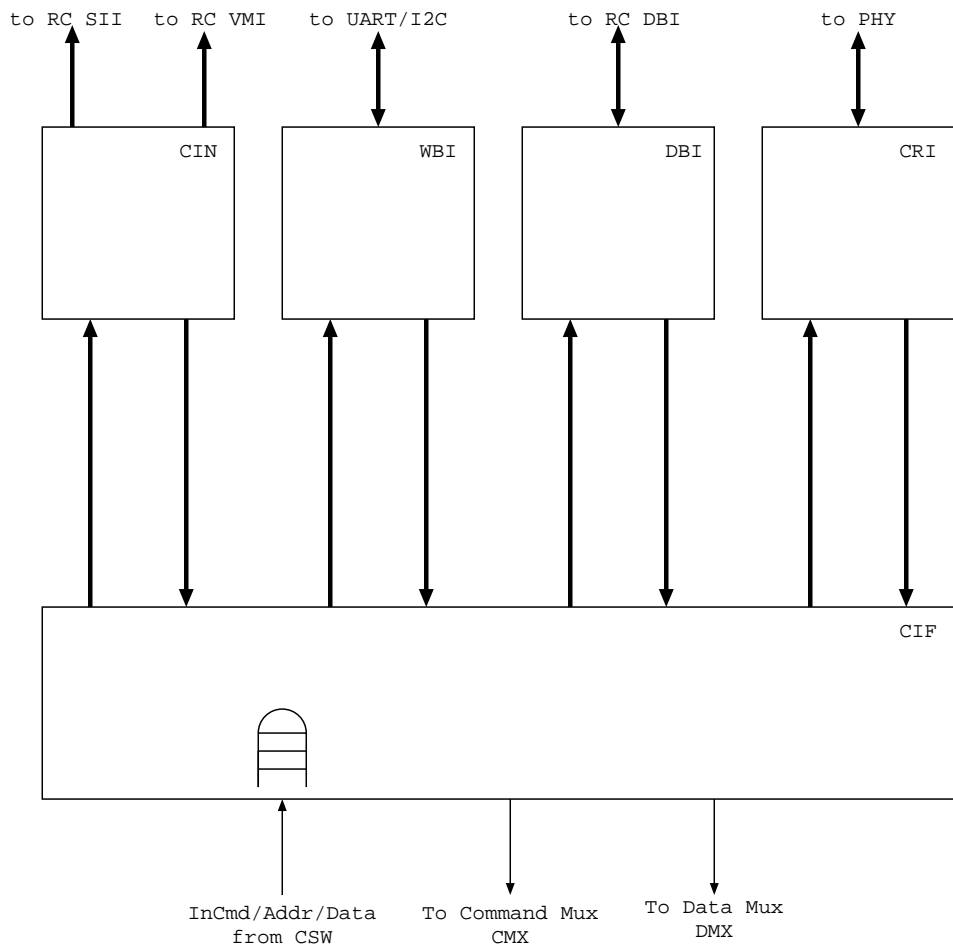 to RC SII
to RC VMI
to UART/I2C
to RC DBI
to PHY
CIN
WBI
DBI
CRI
CIF
InCmd/Addr/Data
from CSW
To Command Mux
CMX
To Data Mux
DMX